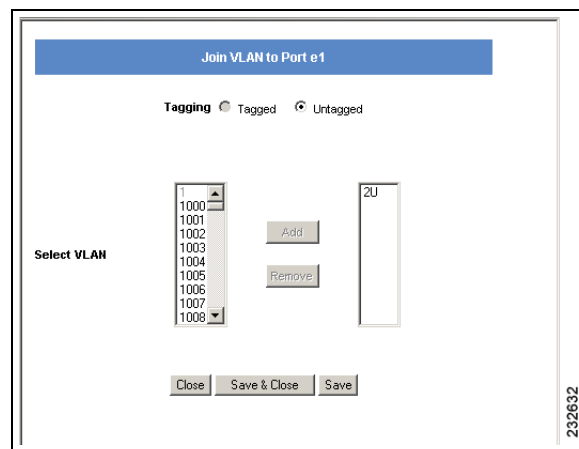 Join VLAN to Port e1
Tagging Tagged Untagged
1
1000
1001
1002
1003
1004
1005
1006
1007
1008
Select VLAN
Add
Remove
2U
Close Save & Close Save
232632